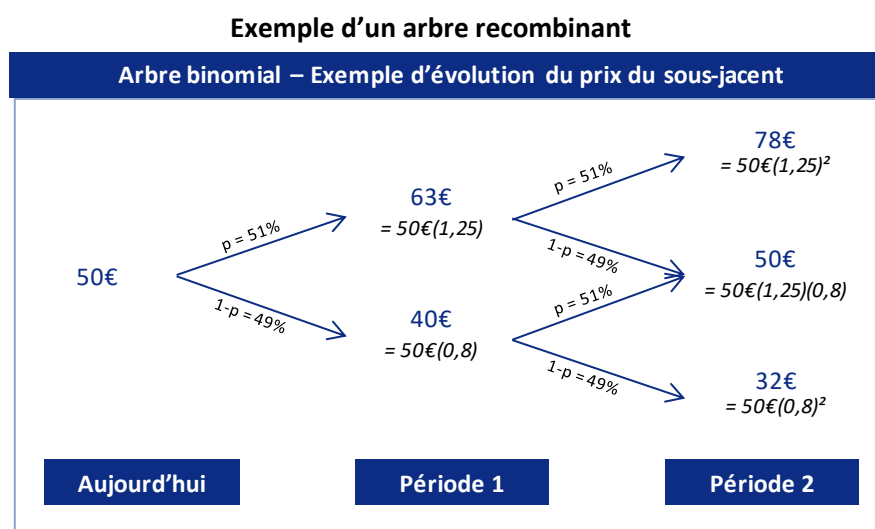 Exemple d'un arbre recombinant
Arbre binomial – Exemple d'évolution du prix du sous-jacent
50€
p = 51%
1-p = 49%
63€
= 50€(1,25)
40€
= 50€(0,8)
p = 51%
1-p = 49%
p = 51%
1-p = 49%
78€
= 50€(1,25)²
50€
= 50€(1,25)(0,8)
32€
= 50€(0,8)²
Aujourd'hui
Période 1
Période 2